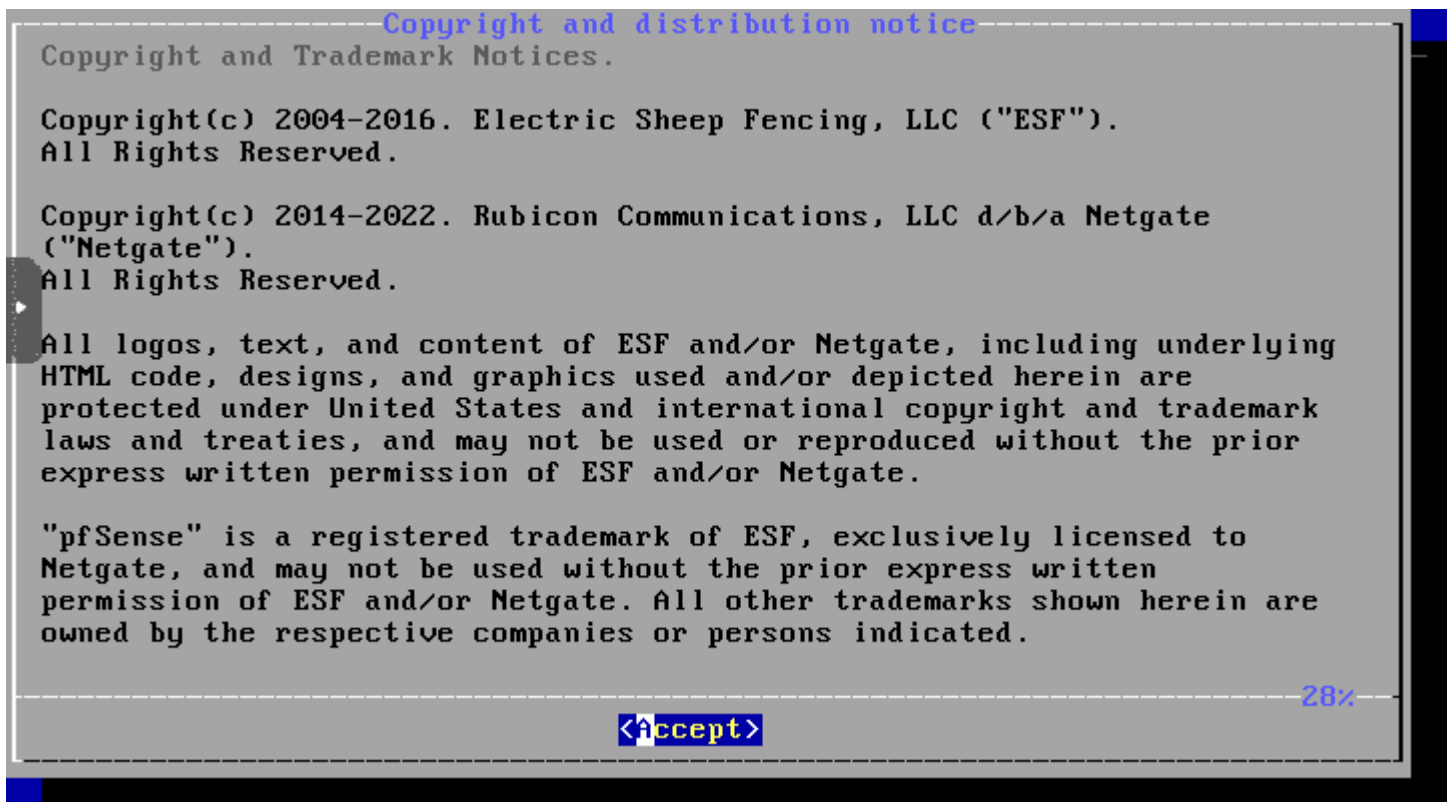 Copyright and distribution notice
Copyright and Trademark Notices.
Copyright(c) 2004-2016. Electric Sheep Fencing, LLC ("ESF").
All Rights Reserved.
Copyright(c) 2014-2022. Rubicon Communications, LLC d/b/a Netgate
("Netgate").
All Rights Reserved.
All logos, text, and content of ESF and/or Netgate, including underlying
HTML code, designs, and graphics used and/or depicted herein are
protected under United States and international copyright and trademark
laws and treaties, and may not be used or reproduced without the prior
express written permission of ESF and/or Netgate.
"pfSense" is a registered trademark of ESF, exclusively licensed to
Netgate, and may not be used without the prior express written
permission of ESF and/or Netgate. All other trademarks shown herein are
owned by the respective companies or persons indicated.
28%
<Accept>